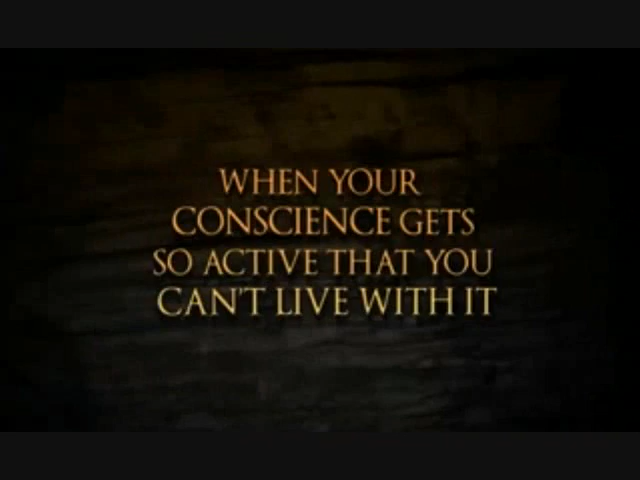 WHEN YOUR
CONSCIENCE GETS
SO ACTIVE THAT YOU
CAN'T LIVE WITH IT